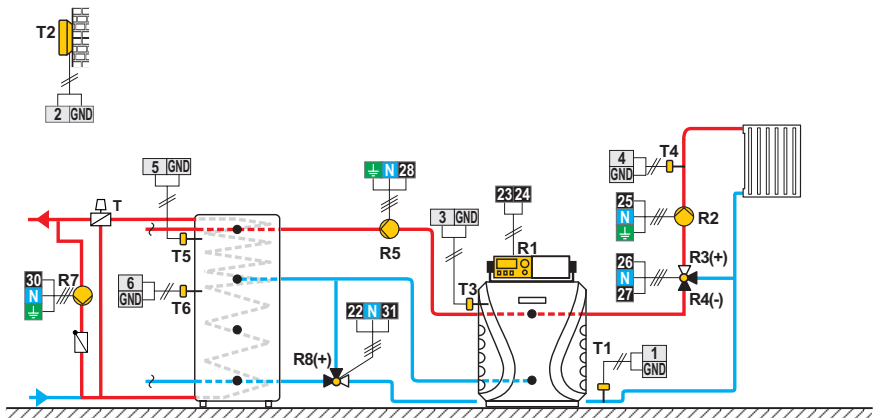 T2
2 GND
5 GND
T
28
N
23 24
4
GND
T4
25
N
R2
3 GND
R1
R5
T5
30
N
R7
6
GND
T6
T3
26
N
27
R3(+)
R4(-)
22 N 31
R8(+)
T1
1
GND